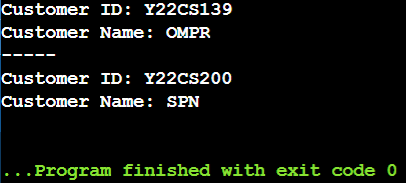 Customer ID: Y22CS139
Customer Name: OMPR
-----
Customer ID: Y22CS200
Customer Name: SPN
...Program finished with exit code 0